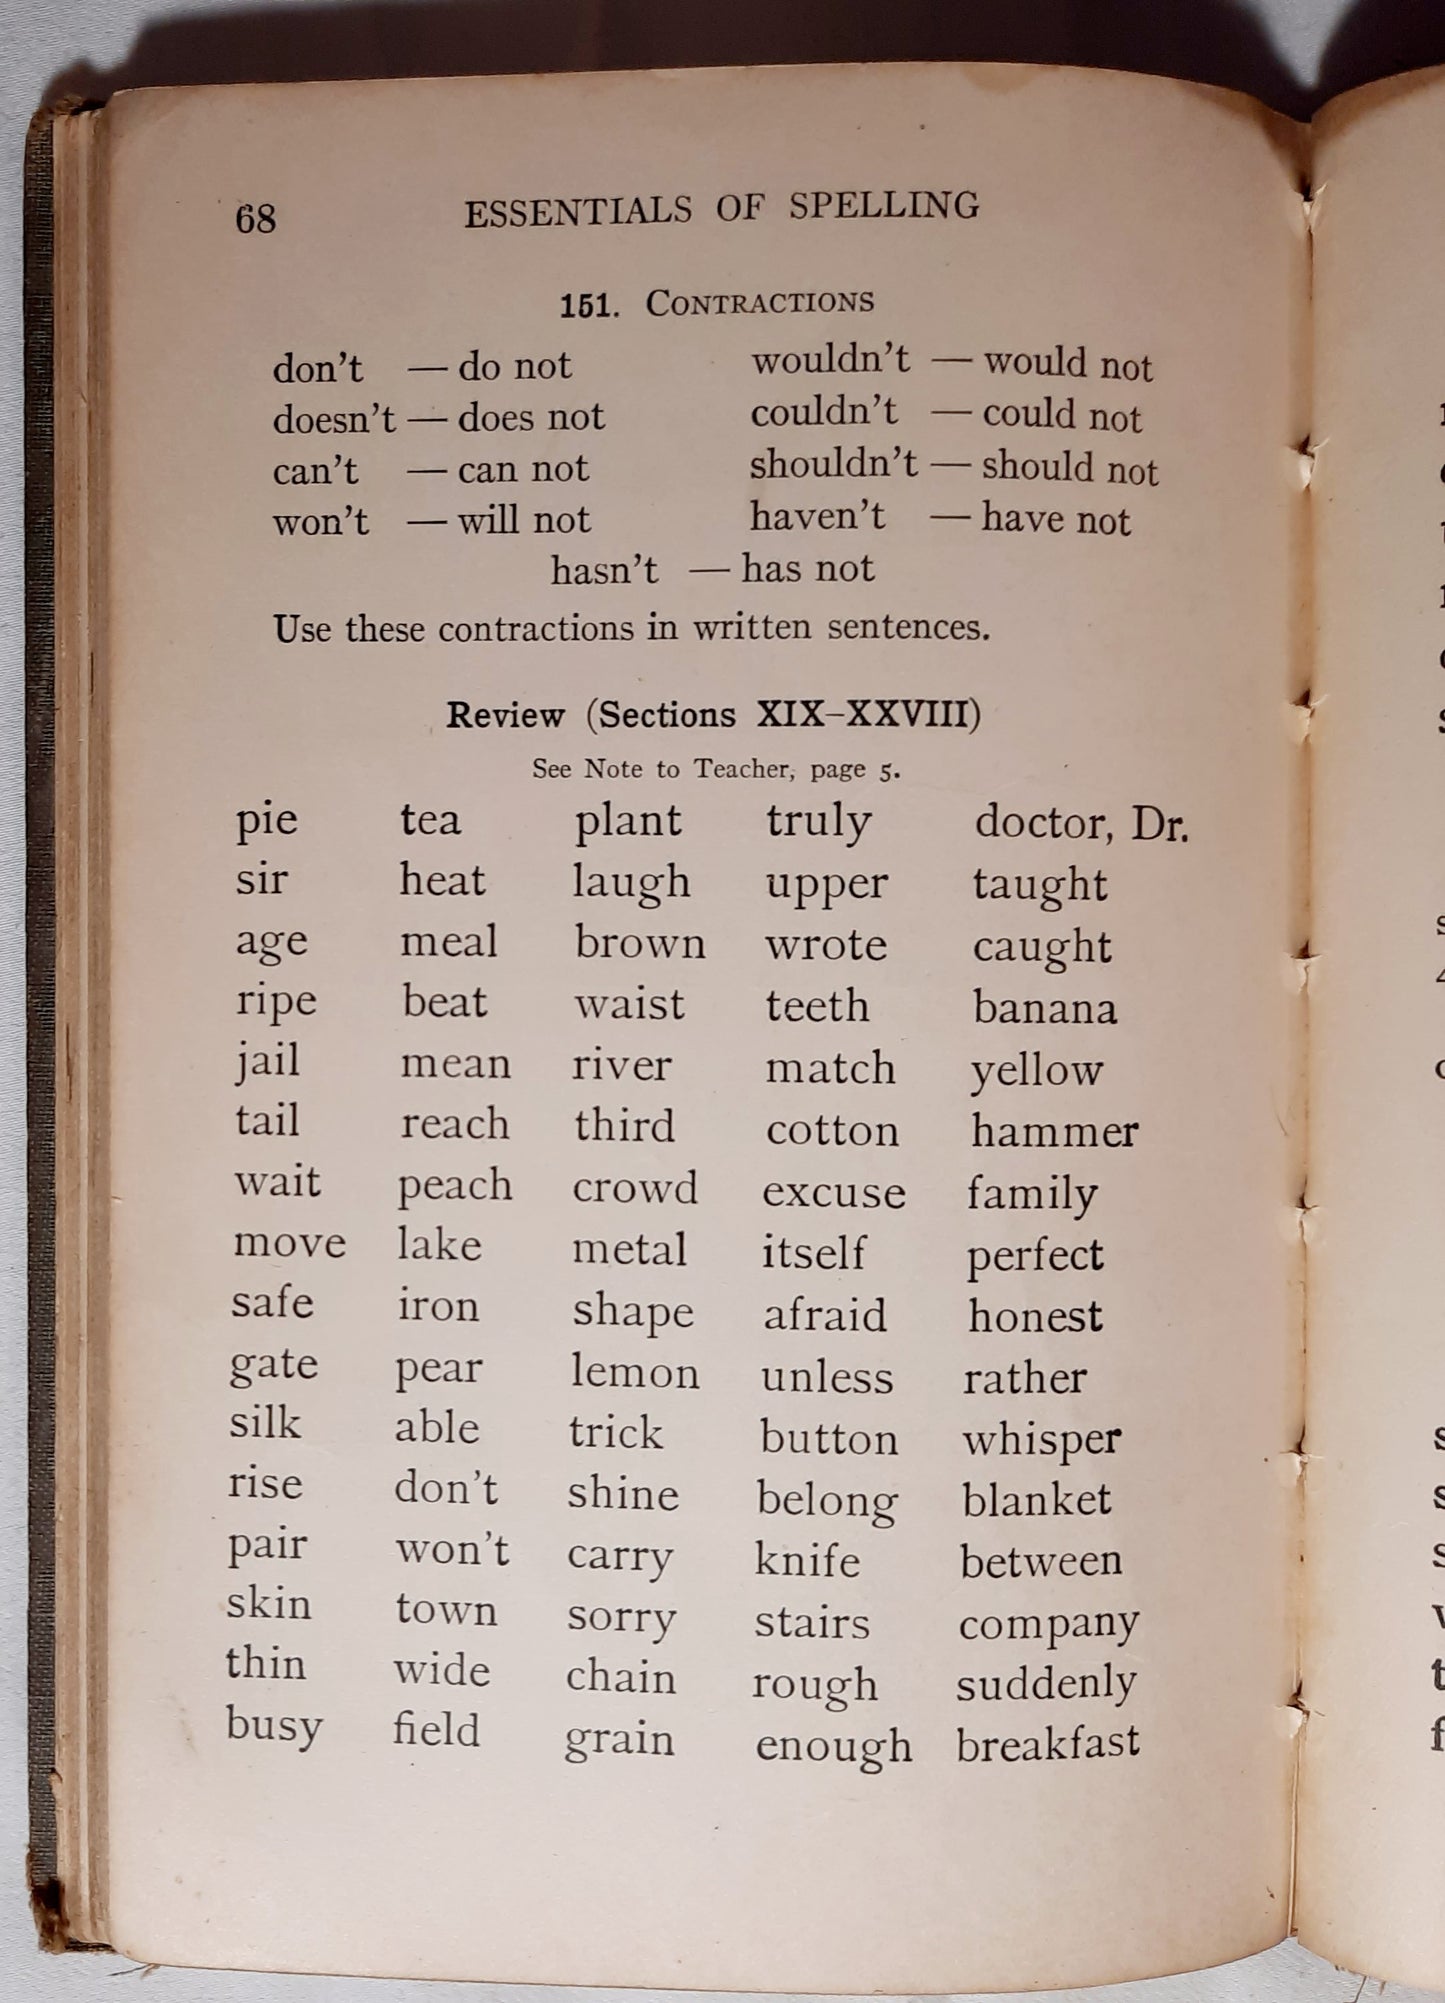 68 ESSENTIALS OF SPELLING
151. CONTRACTIONS
don't — do not wouldn't — would not
doesn't — does not couldn't — could not
can't — can not shouldn't — should not
won't — will not haven't — have not
hasn't — has not
Use these contractions in written sentences.
Review (Sections XIX–XXVIII)
See Note to Teacher, page 5.
pie tea plant truly doctor, Dr.
sir heat laugh upper taught
age meal brown wrote caught
ripe beat waist teeth banana
jail mean river match yellow
tail reach third cotton hammer
wait peach crowd excuse family
move lake metal itself perfect
safe iron shape afraid honest
gate pear lemon unless rather
silk able trick button whisper
rise don't shine belong blanket
pair won't carry knife between
skin town sorry stairs company
thin wide chain rough suddenly
busy field grain enough breakfast